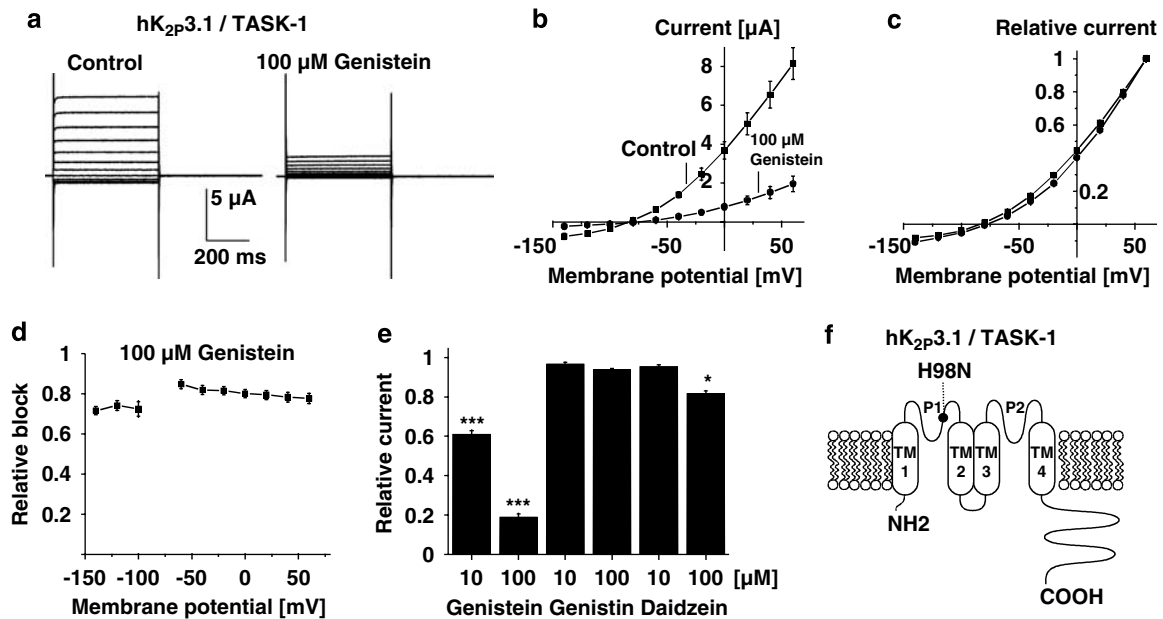 a
hK2P3.1 / TASK-1
Control
100 µM Genistein
5 µA
200 ms
b
Current [µA]
8
6
4
2
Control
100 µM
Genistein
-150
-50
50
Membrane potential [mV]
c
Relative current
1
0.8
0.6
0.2
-150
-50
50
Membrane potential [mV]
d
100 µM Genistein
Relative block
1
0.8
0.6
0.4
0.2
-150
-100
-50
0
50
Membrane potential [mV]
e
Relative current
1
0.8
0.6
0.4
0.2
0
***
***
*
10 100 10 100 10 100 [µM]
Genistein Genistin Daidzein
f
hK2P3.1 / TASK-1
H98N
P1
P2
TM
1
TM
2
TM
3
TM
4
NH2
COOH